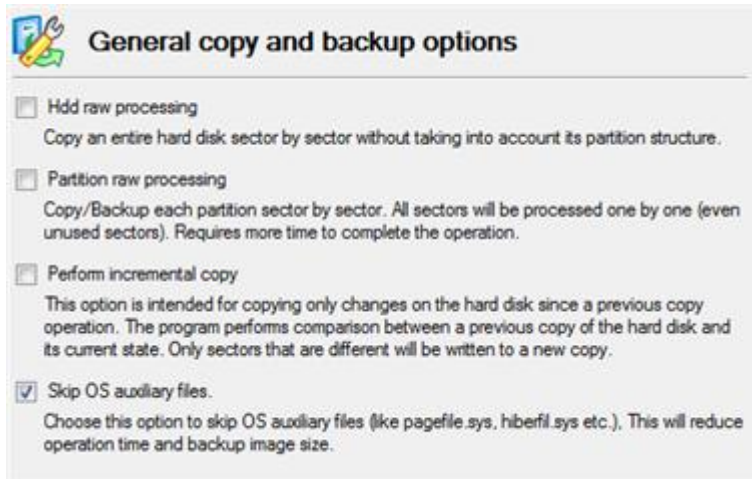 General copy and backup options
Hdd raw processing
Copy an entire hard disk sector by sector without taking into account its partition structure.
Partition raw processing
Copy/Backup each partition sector by sector. All sectors will be processed one by one (even
unused sectors). Requires more time to complete the operation.
Perform incremental copy
This option is intended for copying only changes on the hard disk since a previous copy
operation. The program performs comparison between a previous copy of the hard disk and
its current state. Only sectors that are different will be written to a new copy.
Skip OS auxiliary files.
Choose this option to skip OS auxiliary files (like pagefile.sys, hiberfil.sys etc.), This will reduce
operation time and backup image size.